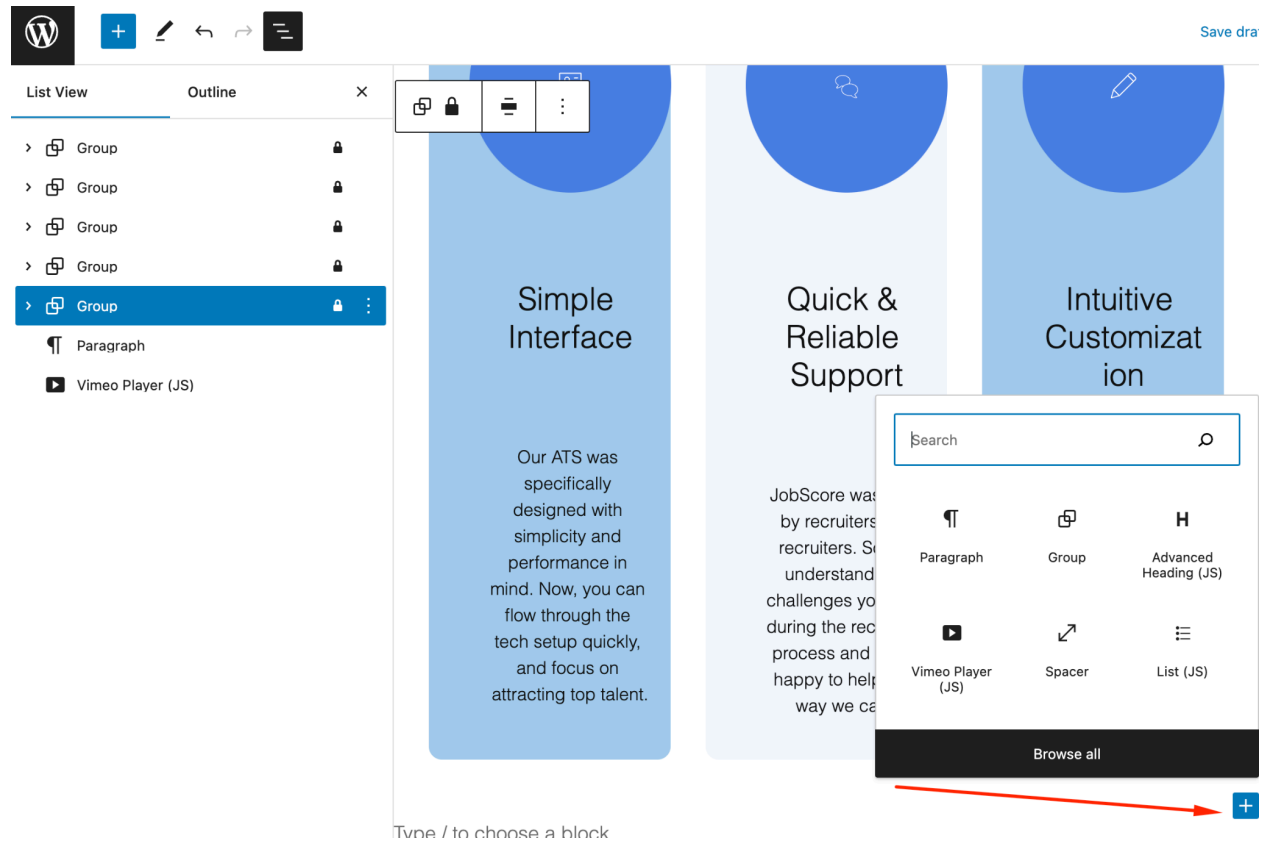 Save dra
List View
Outline
Group
Group
Group
Group
Group
Paragraph
Vimeo Player (JS)
Simple
Interface
Our ATS was
specifically
designed with
simplicity and
performance in
mind. Now, you can
flow through the
tech setup quickly,
and focus on
attracting top talent.
Quick &
Reliable
Support
JobScore was
by recruiters
recruiters. So
understand
challenges yo
during the rec
process and
happy to help
way we ca
Intuitive
Customizat
ion
Search
Paragraph
Group
Advanced
Heading (JS)
Vimeo Player
(JS)
Spacer
List (JS)
Browse all
Type / to choose a block